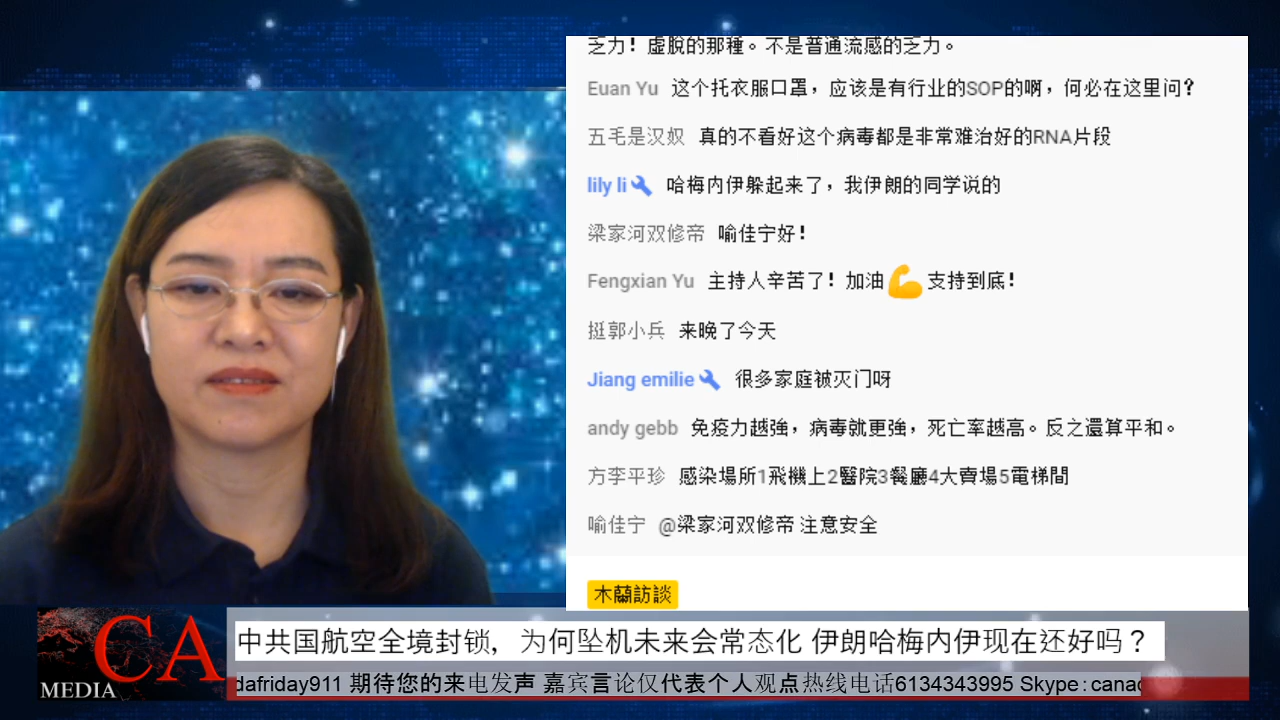 乏力！虛脫的那種。不是普通流感的乏力。
Euan Yu 这个托衣服口罩，应该是有行业的SOP的啊，何必在这里问？
五毛是汉奴 真的不看好这个病毒都是非常难治好的RNA片段
lily li 哈梅内伊躲起来了，我伊朗的同学说的
梁家河双修帝 喻佳宁好！
Fengxian Yu 主持人辛苦了！加油💪支持到底！
挺郭小兵 来晚了今天
Jiang emilie 很多家庭被灭门呀
andy gebb 免疫力越強，病毒就更強，死亡率越高。反之還算平和。
方李平珍 感染場所1飛機上2醫院3餐廳4大賣場5電梯間
喻佳宁 @梁家河双修帝 注意安全
木蘭訪談
CA
MEDIA
中共国航空全境封锁，为何坠机未来会常态化 伊朗哈梅内伊现在还好吗？
dafriday911 期待您的来电发声 嘉宾言论仅代表个人观点热线电话6134343995 Skype:canad